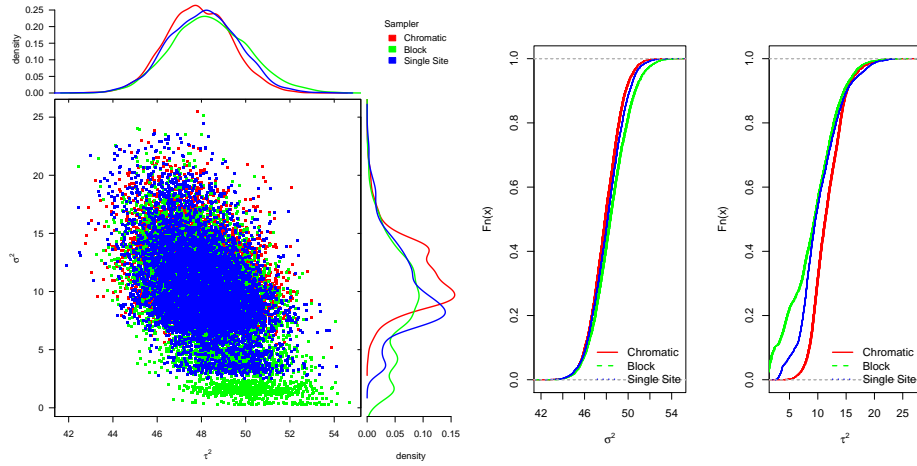 0.25
0.20
0.15
0.10
0.05
0.00
density
Sampler
Chromatic
Block
Single Site
25
20
15
10
5
0
σ²
42 44 46 48 50 52 54
τ²
0.00 0.05 0.10 0.15
density
1.0
0.8
0.6
0.4
0.2
0.0
Fn(x)
Chromatic
Block
Single Site
42 46 50 54
σ²
1.0
0.8
0.6
0.4
0.2
0.0
Fn(x)
Chromatic
Block
Single Site
5 10 15 20 25
τ²